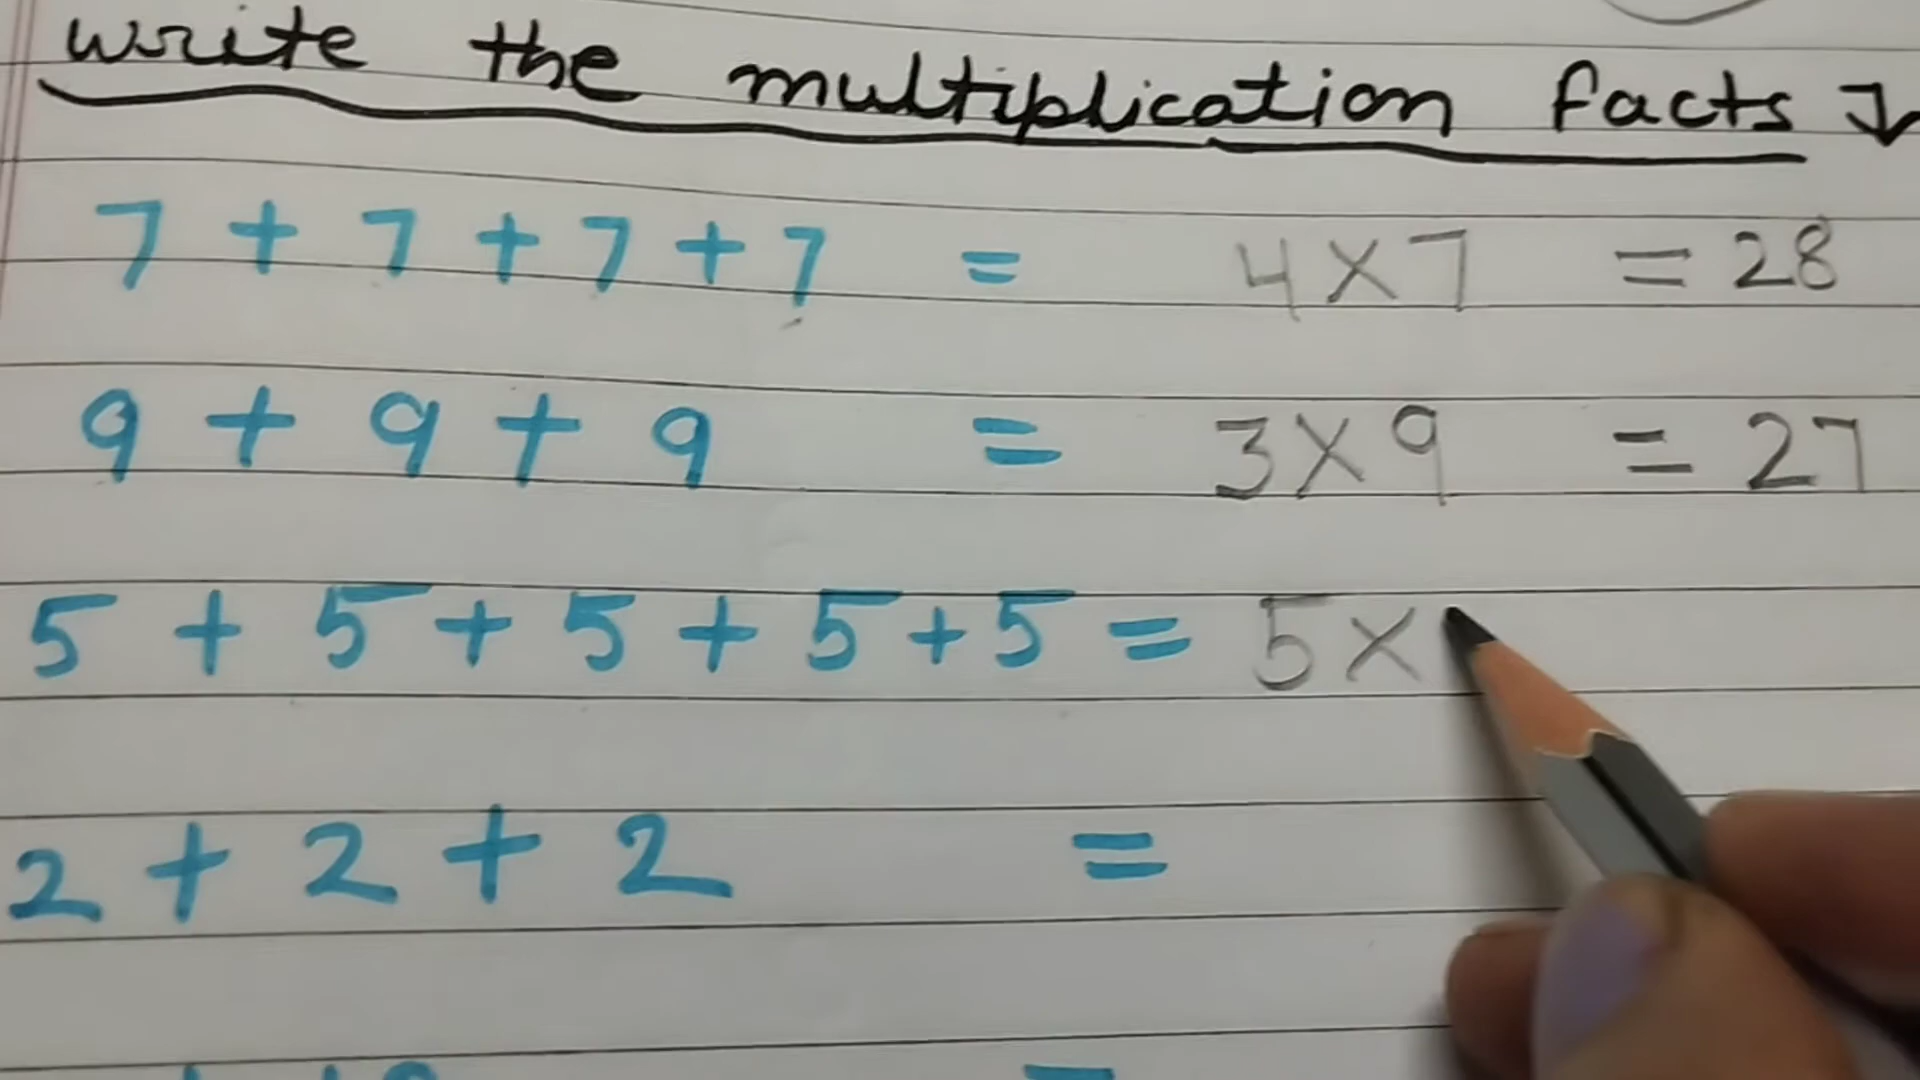 write the multiplication facts ↓
7 + 7 + 7 + 7 = 4 × 7 = 28
9 + 9 + 9 = 3 × 9 = 27
5 + 5 + 5 + 5 + 5 = 5 ×
2 + 2 + 2 =